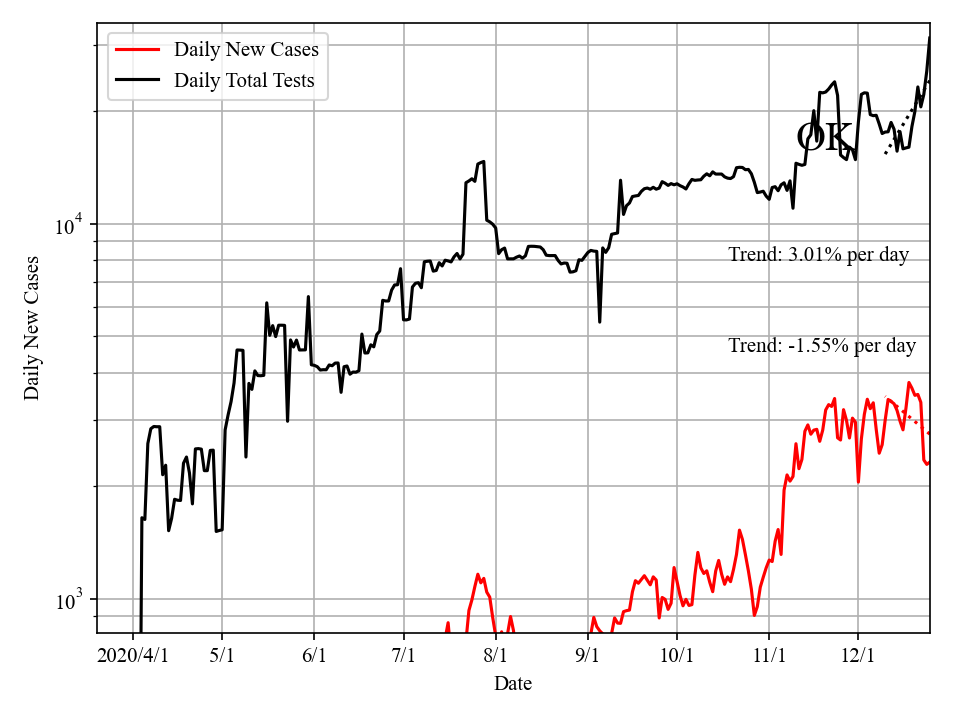 Daily New Cases
Daily Total Tests
OK
10^4
Trend: 3.01% per day
Daily New Cases
Trend: -1.55% per day
10^3
2020/4/1 5/1 6/1 7/1 8/1 9/1 10/1 11/1 12/1
Date